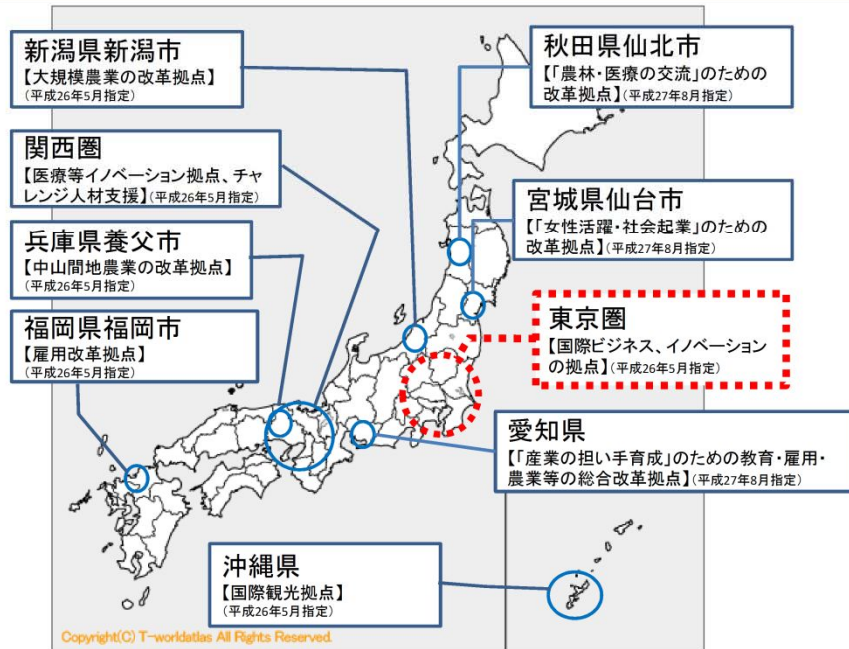 新潟県新潟市
【大規模農業の改革拠点】
(平成26年5月指定)
関西圏
【医療等イノベーション拠点、チャ
レンジ人材支援】(平成26年5月指定)
兵庫県養父市
【中山間地農業の改革拠点】
(平成26年5月指定)
福岡県福岡市
【雇用改革拠点】
(平成26年5月指定)
秋田県仙北市
【「農林・医療の交流」のための
改革拠点】(平成27年8月指定)
宮城県仙台市
【「女性活躍・社会起業」のための
改革拠点】(平成27年8月指定)
東京圏
【国際ビジネス、イノベーション
の拠点】(平成26年5月指定)
愛知県
【「産業の担い手育成」のための教育・雇用・
農業等の総合改革拠点】(平成27年8月指定)
沖縄県
【国際観光拠点】
(平成26年5月指定)
Copyright(C) T-worldatlas All Rights Reserved.